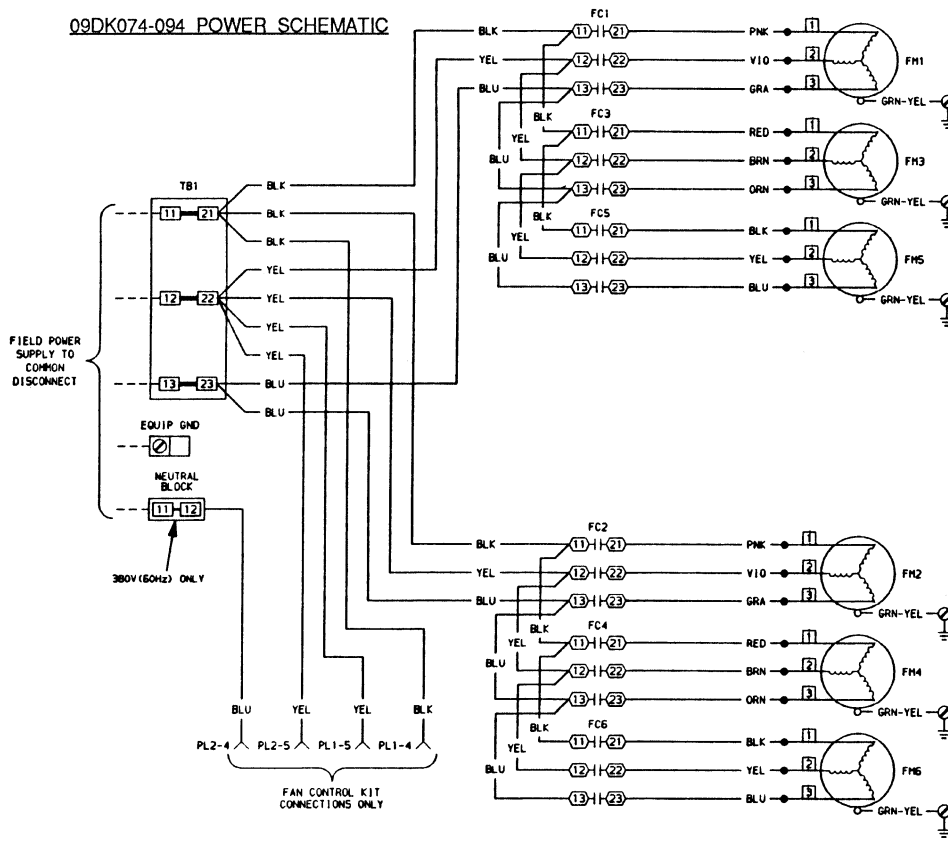 09DK074-094 POWER SCHEMATIC
FC1
BLK 11 21 PNK 1
YEL 12 22 VIO 2 FM1
BLU 13 23 GRA 3
GRN-YEL
BLK
YEL
BLU
FC3
11 21 RED 1
12 22 BRN 2 FM3
13 23 ORN 3
GRN-YEL
BLK
YEL
BLU
FC5
11 21 BLK 1
12 22 YEL 2 FM5
13 23 BLU 3
GRN-YEL
TB1
11 21
BLK
BLK
BLK
12 22
YEL
YEL
YEL
YEL
13 23
BLU
BLU
FIELD POWER
SUPPLY TO
COMMON
DISCONNECT
EQUIP GND
NEUTRAL
BLOCK
11 12
380V(60Hz) ONLY
FC2
BLK 11 21 PNK 1
YEL 12 22 VIO 2 FM2
BLU 13 23 GRA 3
GRN-YEL
BLK
YEL
BLU
FC4
11 21 RED 1
12 22 BRN 2 FM4
13 23 ORN 3
GRN-YEL
BLK
YEL
BLU
FC6
11 21 BLK 1
12 22 YEL 2 FM6
13 23 BLU 3
GRN-YEL
BLU YEL YEL BLK
PL2-4 PL2-5 PL1-5 PL1-4
FAN CONTROL KIT
CONNECTIONS ONLY